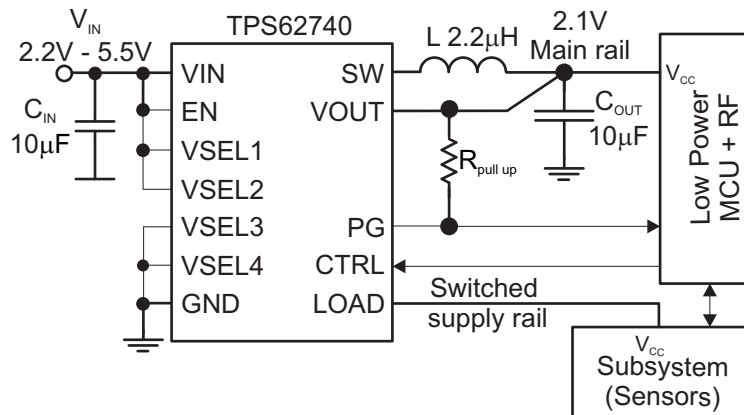 TPS62740
V_IN
2.2V - 5.5V
C_IN
10μF
VIN
EN
VSEL1
VSEL2
VSEL3
VSEL4
GND
SW
VOUT
PG
CTRL
LOAD
L 2.2μH
2.1V
Main rail
C_OUT
10μF
R_pull up
V_CC
Low Power
MCU + RF
Switched
supply rail
V_CC
Subsystem
(Sensors)